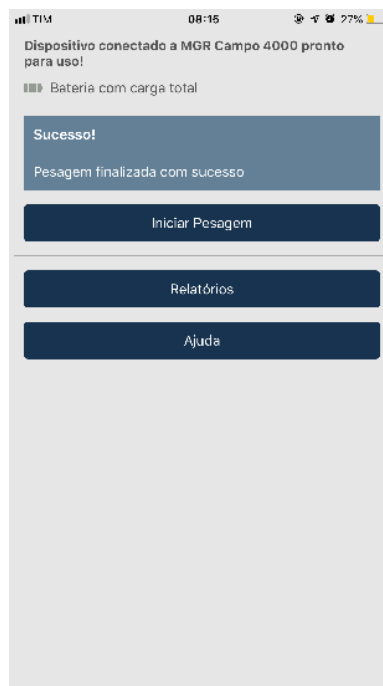 TIM 08:15 27%
Dispositivo conectado a MGR Campo 4000 pronto
para uso!
Bateria com carga total
Sucesso!
Pesagem finalizada com sucesso
Iniciar Pesagem
Relatórios
Ajuda